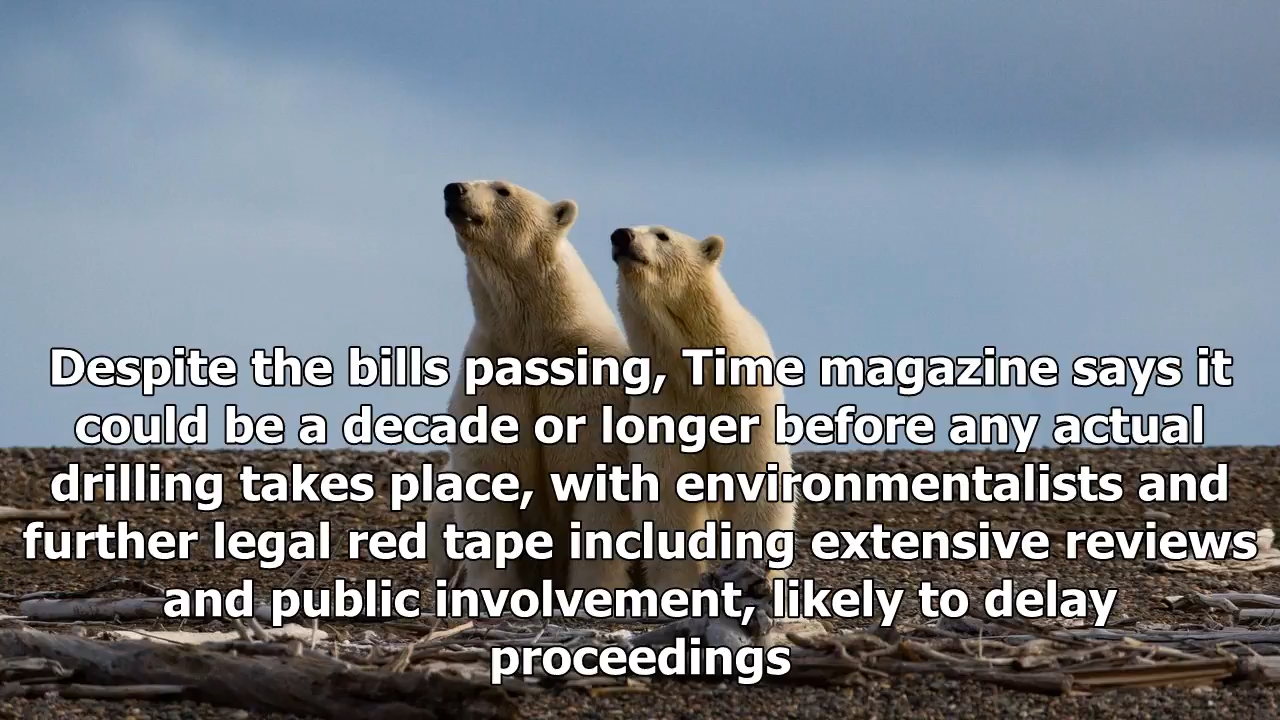 Despite the bills passing, Time magazine says it
could be a decade or longer before any actual
drilling takes place, with environmentalists and
further legal red tape including extensive reviews
and public involvement, likely to delay
proceedings